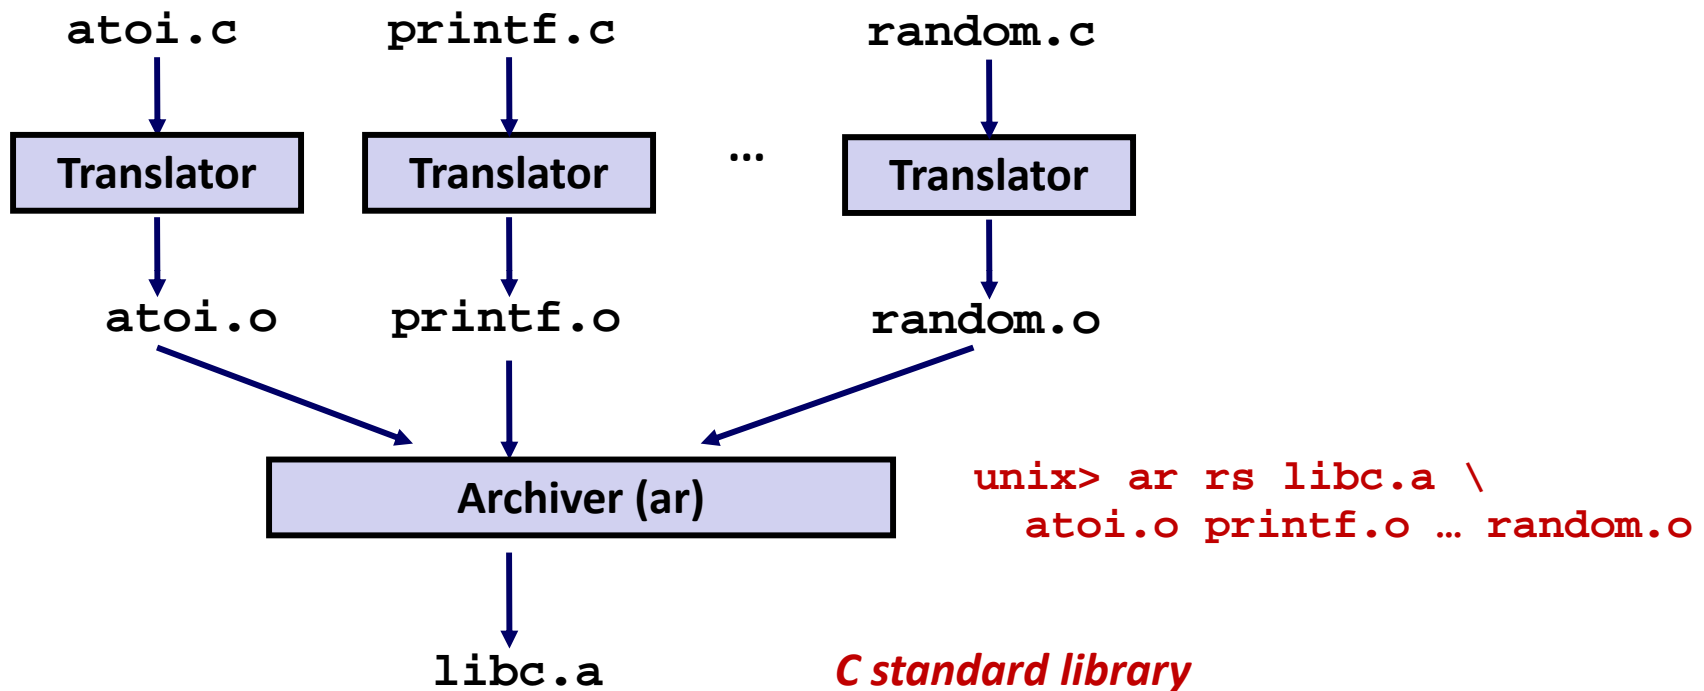 atoi.c printf.c random.c
Translator Translator ... Translator
atoi.o printf.o random.o
Archiver (ar)
unix> ar rs libc.a \
atoi.o printf.o … random.o
libc.a
C standard library